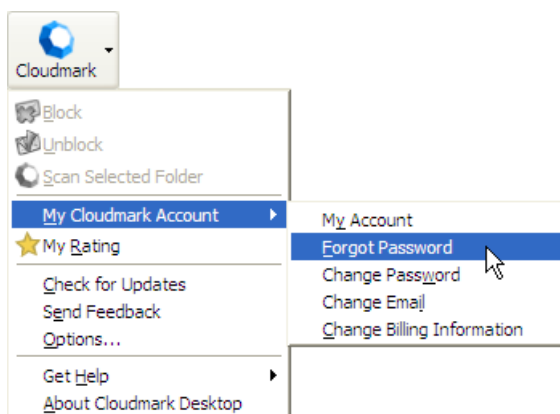 Cloudmark
Block
Unblock
Scan Selected Folder
My Cloudmark Account
My Rating
Check for Updates
Send Feedback
Options...
Get Help
About Cloudmark Desktop
My Account
Forgot Password
Change Password
Change Email
Change Billing Information